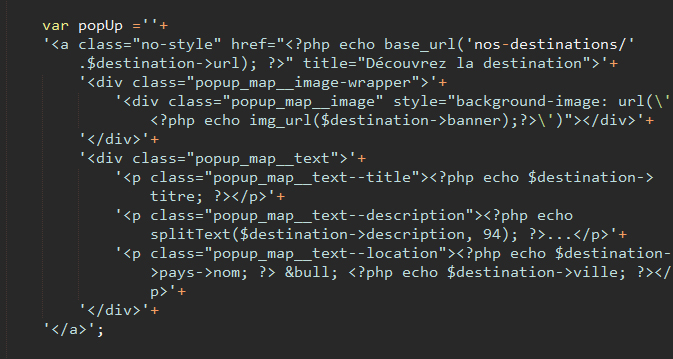 var popUp =''+
'<a class="no-style" href="<?php echo base_url('nos-destinations/'
.$destination->url); ?>" title="Découvrez la destination">'+
'<div class="popup_map__image-wrapper">'+
'<div class="popup_map__image" style="background-image: url(\'
<?php echo img_url($destination->banner);?>\')"></div>'+
'</div>'+
'<div class="popup_map__text">'+
'<p class="popup_map__text--title"><?php echo $destination->
titre; ?></p>'+
'<p class="popup_map__text--description"><?php echo
splitText($destination->description, 94); ?>...</p>'+
'<p class="popup_map__text--location"><?php echo $destination-
>pays->nom; ?> &bull; <?php echo $destination->ville; ?></
p>'+
'</div>'+
'</a>';